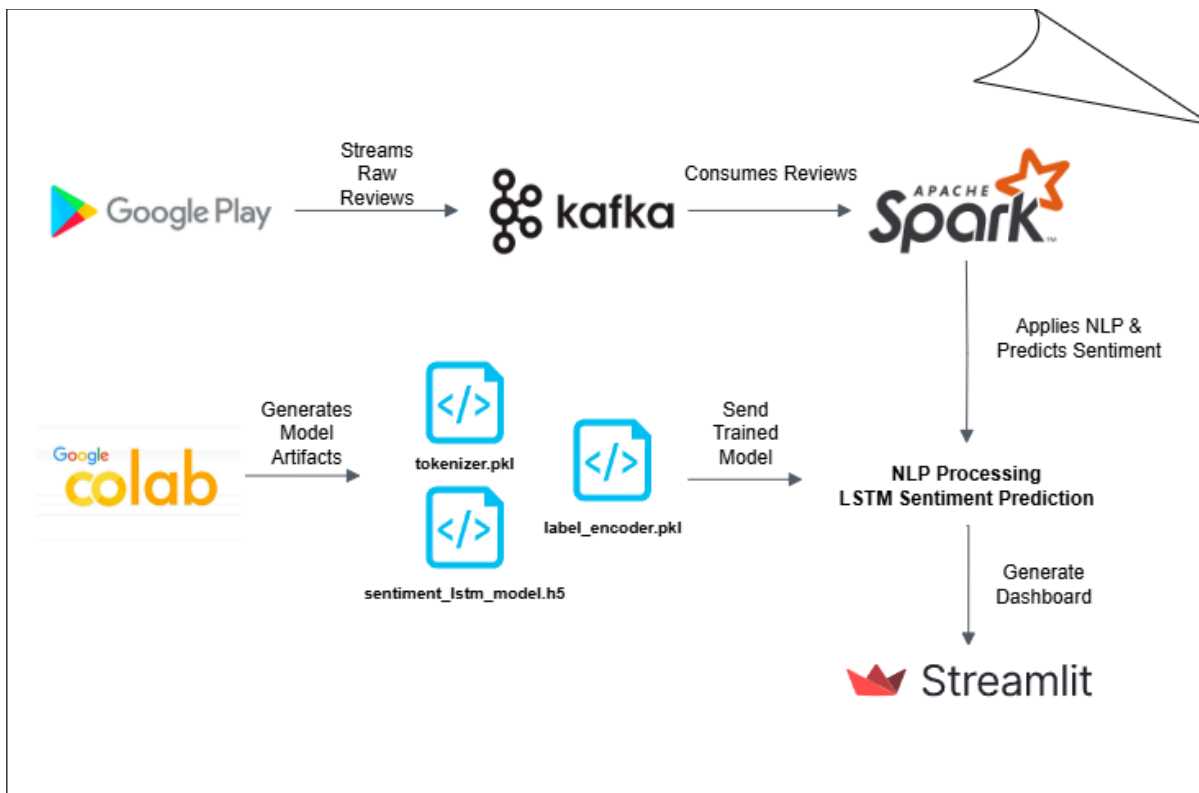 Streams
Raw
Reviews
Google Play
kafka
Consumes Reviews
APACHE
Spark™
Applies NLP &
Predicts Sentiment
Google
colab
Generates
Model
Artifacts
</>
tokenizer.pkl
</>
sentiment_lstm_model.h5
</>
label_encoder.pkl
Send
Trained
Model
NLP Processing
LSTM Sentiment Prediction
Generate
Dashboard
Streamlit